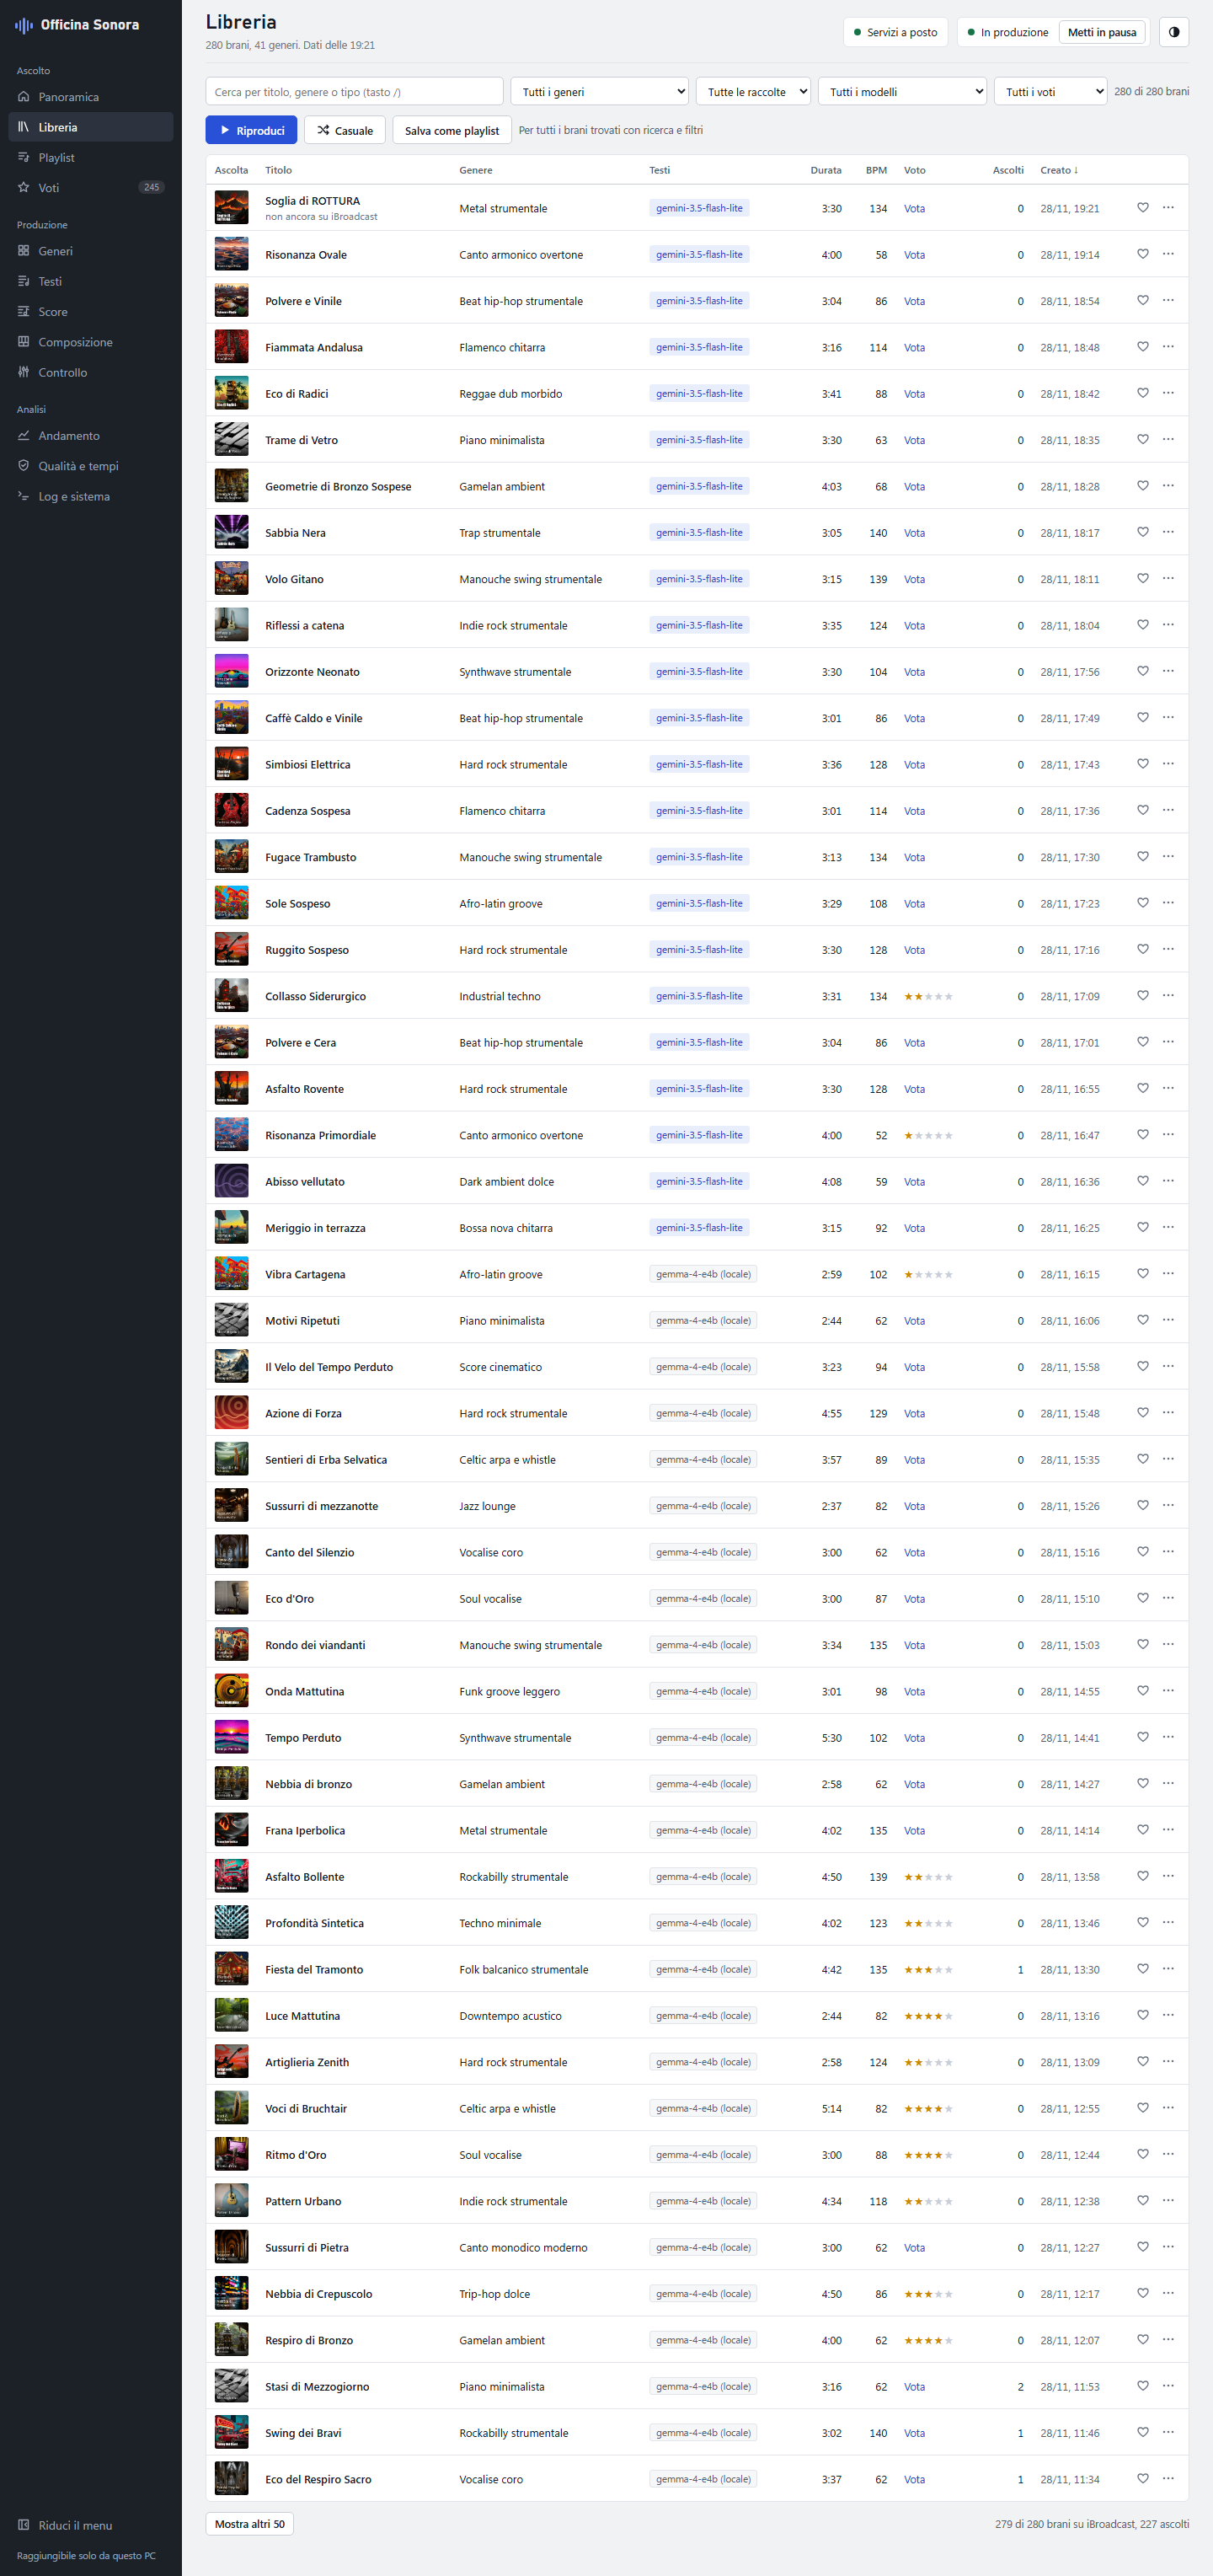 Officina Sonora
Ascolto
Panoramica
Libreria
Playlist
Voti 245
Produzione
Generi
Testi
Score
Composizione
Controllo
Analisi
Andamento
Qualità e tempi
Log e sistema
Riduci il menu
Raggiungibile solo da questo PC
Libreria
280 brani, 41 generi. Dati delle 19:21
Servizi a posto
In produzione Metti in pausa
Cerca per titolo, genere o tipo (tasto /) Tutti i generi Tutte le raccolte Tutti i modelli Tutti i voti 280 di 280 brani
Riproduci Casuale Salva come playlist Per tutti i brani trovati con ricerca e filtri
Ascolta Titolo Genere Testi Durata BPM Voto Ascolti Creato ↓
Soglia di ROTTURA
non ancora su iBroadcast
Metal strumentale gemini-3.5-flash-lite 3:30 134 Vota 0 28/11, 19:21
Risonanza Ovale Canto armonico overtone gemini-3.5-flash-lite 4:00 58 Vota 0 28/11, 19:14
Polvere e Vinile Beat hip-hop strumentale gemini-3.5-flash-lite 3:04 86 Vota 0 28/11, 18:54
Fiammata Andalusa Flamenco chitarra gemini-3.5-flash-lite 3:16 114 Vota 0 28/11, 18:48
Eco di Radici Reggae dub morbido gemini-3.5-flash-lite 3:41 88 Vota 0 28/11, 18:42
Trame di Vetro Piano minimalista gemini-3.5-flash-lite 3:30 63 Vota 0 28/11, 18:35
Geometrie di Bronzo Sospese Gamelan ambient gemini-3.5-flash-lite 4:03 68 Vota 0 28/11, 18:28
Sabbia Nera Trap strumentale gemini-3.5-flash-lite 3:05 140 Vota 0 28/11, 18:17
Volo Gitano Manouche swing strumentale gemini-3.5-flash-lite 3:15 139 Vota 0 28/11, 18:11
Riflessi a catena Indie rock strumentale gemini-3.5-flash-lite 3:35 124 Vota 0 28/11, 18:04
Orizzonte Neonato Synthwave strumentale gemini-3.5-flash-lite 3:30 104 Vota 0 28/11, 17:56
Caffè Caldo e Vinile Beat hip-hop strumentale gemini-3.5-flash-lite 3:01 86 Vota 0 28/11, 17:49
Simbiosi Elettrica Hard rock strumentale gemini-3.5-flash-lite 3:36 128 Vota 0 28/11, 17:43
Cadenza Sospesa Flamenco chitarra gemini-3.5-flash-lite 3:01 114 Vota 0 28/11, 17:36
Fugace Trambusto Manouche swing strumentale gemini-3.5-flash-lite 3:13 134 Vota 0 28/11, 17:30
Sole Sospeso Afro-latin groove gemini-3.5-flash-lite 3:29 108 Vota 0 28/11, 17:23
Ruggito Sospeso Hard rock strumentale gemini-3.5-flash-lite 3:30 128 Vota 0 28/11, 17:16
Collasso Siderurgico Industrial techno gemini-3.5-flash-lite 3:31 134 ★★★★★ 0 28/11, 17:09
Polvere e Cera Beat hip-hop strumentale gemini-3.5-flash-lite 3:04 86 Vota 0 28/11, 17:01
Asfalto Rovente Hard rock strumentale gemini-3.5-flash-lite 3:30 128 Vota 0 28/11, 16:55
Risonanza Primordiale Canto armonico overtone gemini-3.5-flash-lite 4:00 52 ★★★★★ 0 28/11, 16:47
Abisso vellutato Dark ambient dolce gemini-3.5-flash-lite 4:08 59 Vota 0 28/11, 16:36
Meriggio in terrazza Bossa nova chitarra gemini-3.5-flash-lite 3:15 92 Vota 0 28/11, 16:25
Vibra Cartagena Afro-latin groove gemma-4-e4b (locale) 2:59 102 ★★★★★ 0 28/11, 16:15
Motivi Ripetuti Piano minimalista gemma-4-e4b (locale) 2:44 62 Vota 0 28/11, 16:06
Il Velo del Tempo Perduto Score cinematico gemma-4-e4b (locale) 3:23 94 Vota 0 28/11, 15:58
Azione di Forza Hard rock strumentale gemma-4-e4b (locale) 4:55 129 Vota 0 28/11, 15:48
Sentieri di Erba Selvatica Celtic arpa e whistle gemma-4-e4b (locale) 3:57 89 Vota 0 28/11, 15:35
Sussurri di mezzanotte Jazz lounge gemma-4-e4b (locale) 2:37 82 Vota 0 28/11, 15:26
Canto del Silenzio Vocalise coro gemma-4-e4b (locale) 3:00 62 Vota 0 28/11, 15:16
Eco d'Oro Soul vocalise gemma-4-e4b (locale) 3:00 87 Vota 0 28/11, 15:10
Rondo dei viandanti Manouche swing strumentale gemma-4-e4b (locale) 3:34 135 Vota 0 28/11, 15:03
Onda Mattutina Funk groove leggero gemma-4-e4b (locale) 3:01 98 Vota 0 28/11, 14:55
Tempo Perduto Synthwave strumentale gemma-4-e4b (locale) 5:30 102 Vota 0 28/11, 14:41
Nebbia di bronzo Gamelan ambient gemma-4-e4b (locale) 2:58 62 Vota 0 28/11, 14:27
Frana Iperbolica Metal strumentale gemma-4-e4b (locale) 4:02 135 Vota 0 28/11, 14:14
Asfalto Bollente Rockabilly strumentale gemma-4-e4b (locale) 4:50 139 ★★★★★ 0 28/11, 13:58
Profondità Sintetica Techno minimale gemma-4-e4b (locale) 4:02 123 ★★★★★ 0 28/11, 13:46
Fiesta del Tramonto Folk balcanico strumentale gemma-4-e4b (locale) 4:42 135 ★★★★★ 1 28/11, 13:30
Luce Mattutina Downtempo acustico gemma-4-e4b (locale) 2:44 82 ★★★★★ 0 28/11, 13:16
Artiglieria Zenith Hard rock strumentale gemma-4-e4b (locale) 2:58 124 ★★★★★ 0 28/11, 13:09
Voci di Bruchtair Celtic arpa e whistle gemma-4-e4b (locale) 5:14 82 ★★★★★ 0 28/11, 12:55
Ritmo d'Oro Soul vocalise gemma-4-e4b (locale) 3:00 88 ★★★★★ 0 28/11, 12:44
Pattern Urbano Indie rock strumentale gemma-4-e4b (locale) 4:34 118 ★★★★★ 0 28/11, 12:38
Sussurri di Pietra Canto monodico moderno gemma-4-e4b (locale) 3:00 62 Vota 0 28/11, 12:27
Nebbia di Crepuscolo Trip-hop dolce gemma-4-e4b (locale) 4:50 86 ★★★★★ 0 28/11, 12:17
Respiro di Bronzo Gamelan ambient gemma-4-e4b (locale) 4:00 62 ★★★★★ 0 28/11, 12:07
Stasi di Mezzogiorno Piano minimalista gemma-4-e4b (locale) 3:16 62 Vota 2 28/11, 11:53
Swing dei Bravi Rockabilly strumentale gemma-4-e4b (locale) 3:02 140 Vota 1 28/11, 11:46
Eco del Respiro Sacro Vocalise coro gemma-4-e4b (locale) 3:37 62 Vota 1 28/11, 11:34
Mostra altri 50 279 di 280 brani su iBroadcast, 227 ascolti